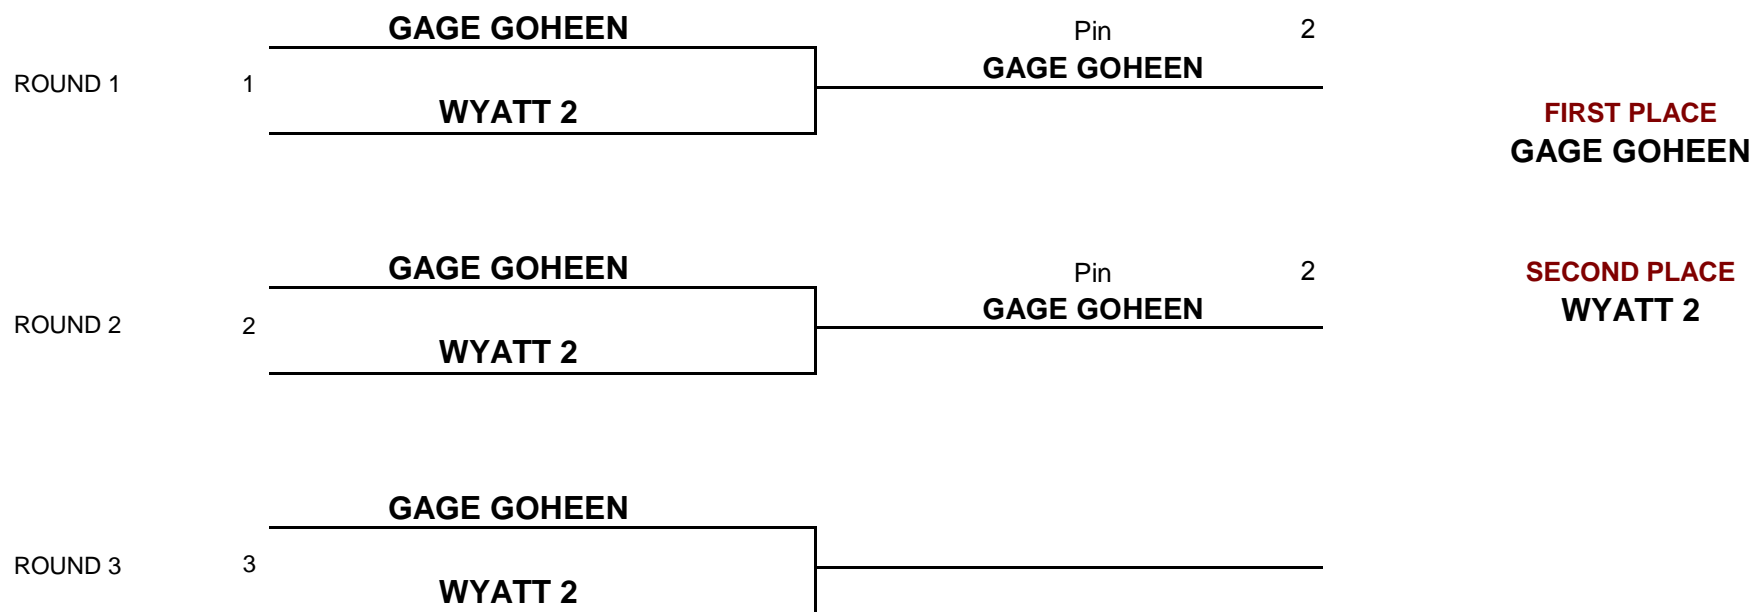 GAGE GOHEEN
Pin 2
ROUND 1 1 GAGE GOHEEN
WYATT 2
FIRST PLACE
GAGE GOHEEN
GAGE GOHEEN
Pin 2
SECOND PLACE
ROUND 2 2 GAGE GOHEEN
WYATT 2
WYATT 2
GAGE GOHEEN
ROUND 3 3
WYATT 2